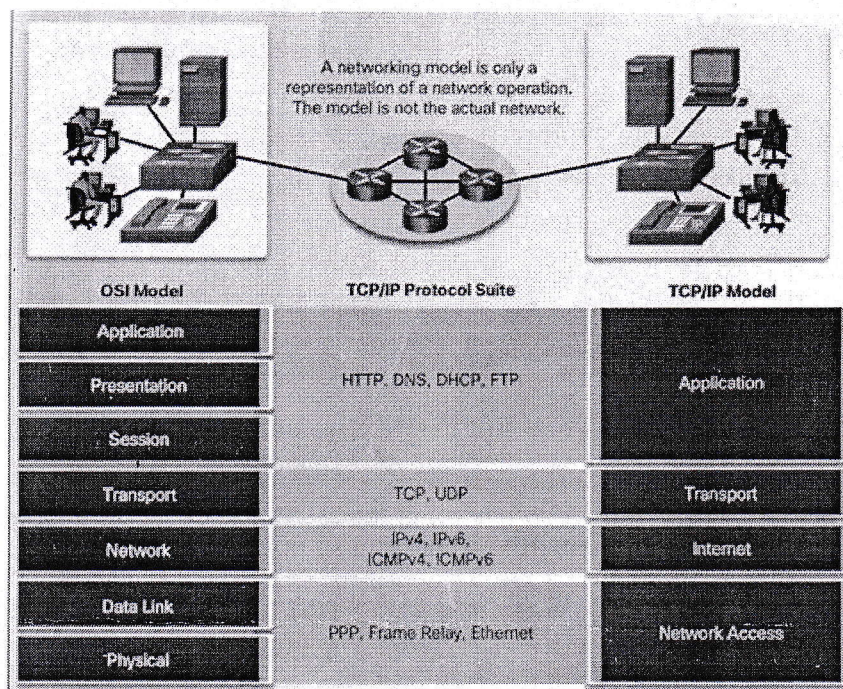 A networking model is only a
representation of a network operation.
The model is not the actual network.
OSI Model
TCP/IP Protocol Suite
TCP/IP Model
Application
Presentation
Session
HTTP, DNS, DHCP, FTP
Application
Transport
TCP, UDP
Transport
Network
IPv4, IPv6,
ICMPv4, ICMPv6
Internet
Data Link
Physical
PPP, Frame Relay, Ethernet
Network Access